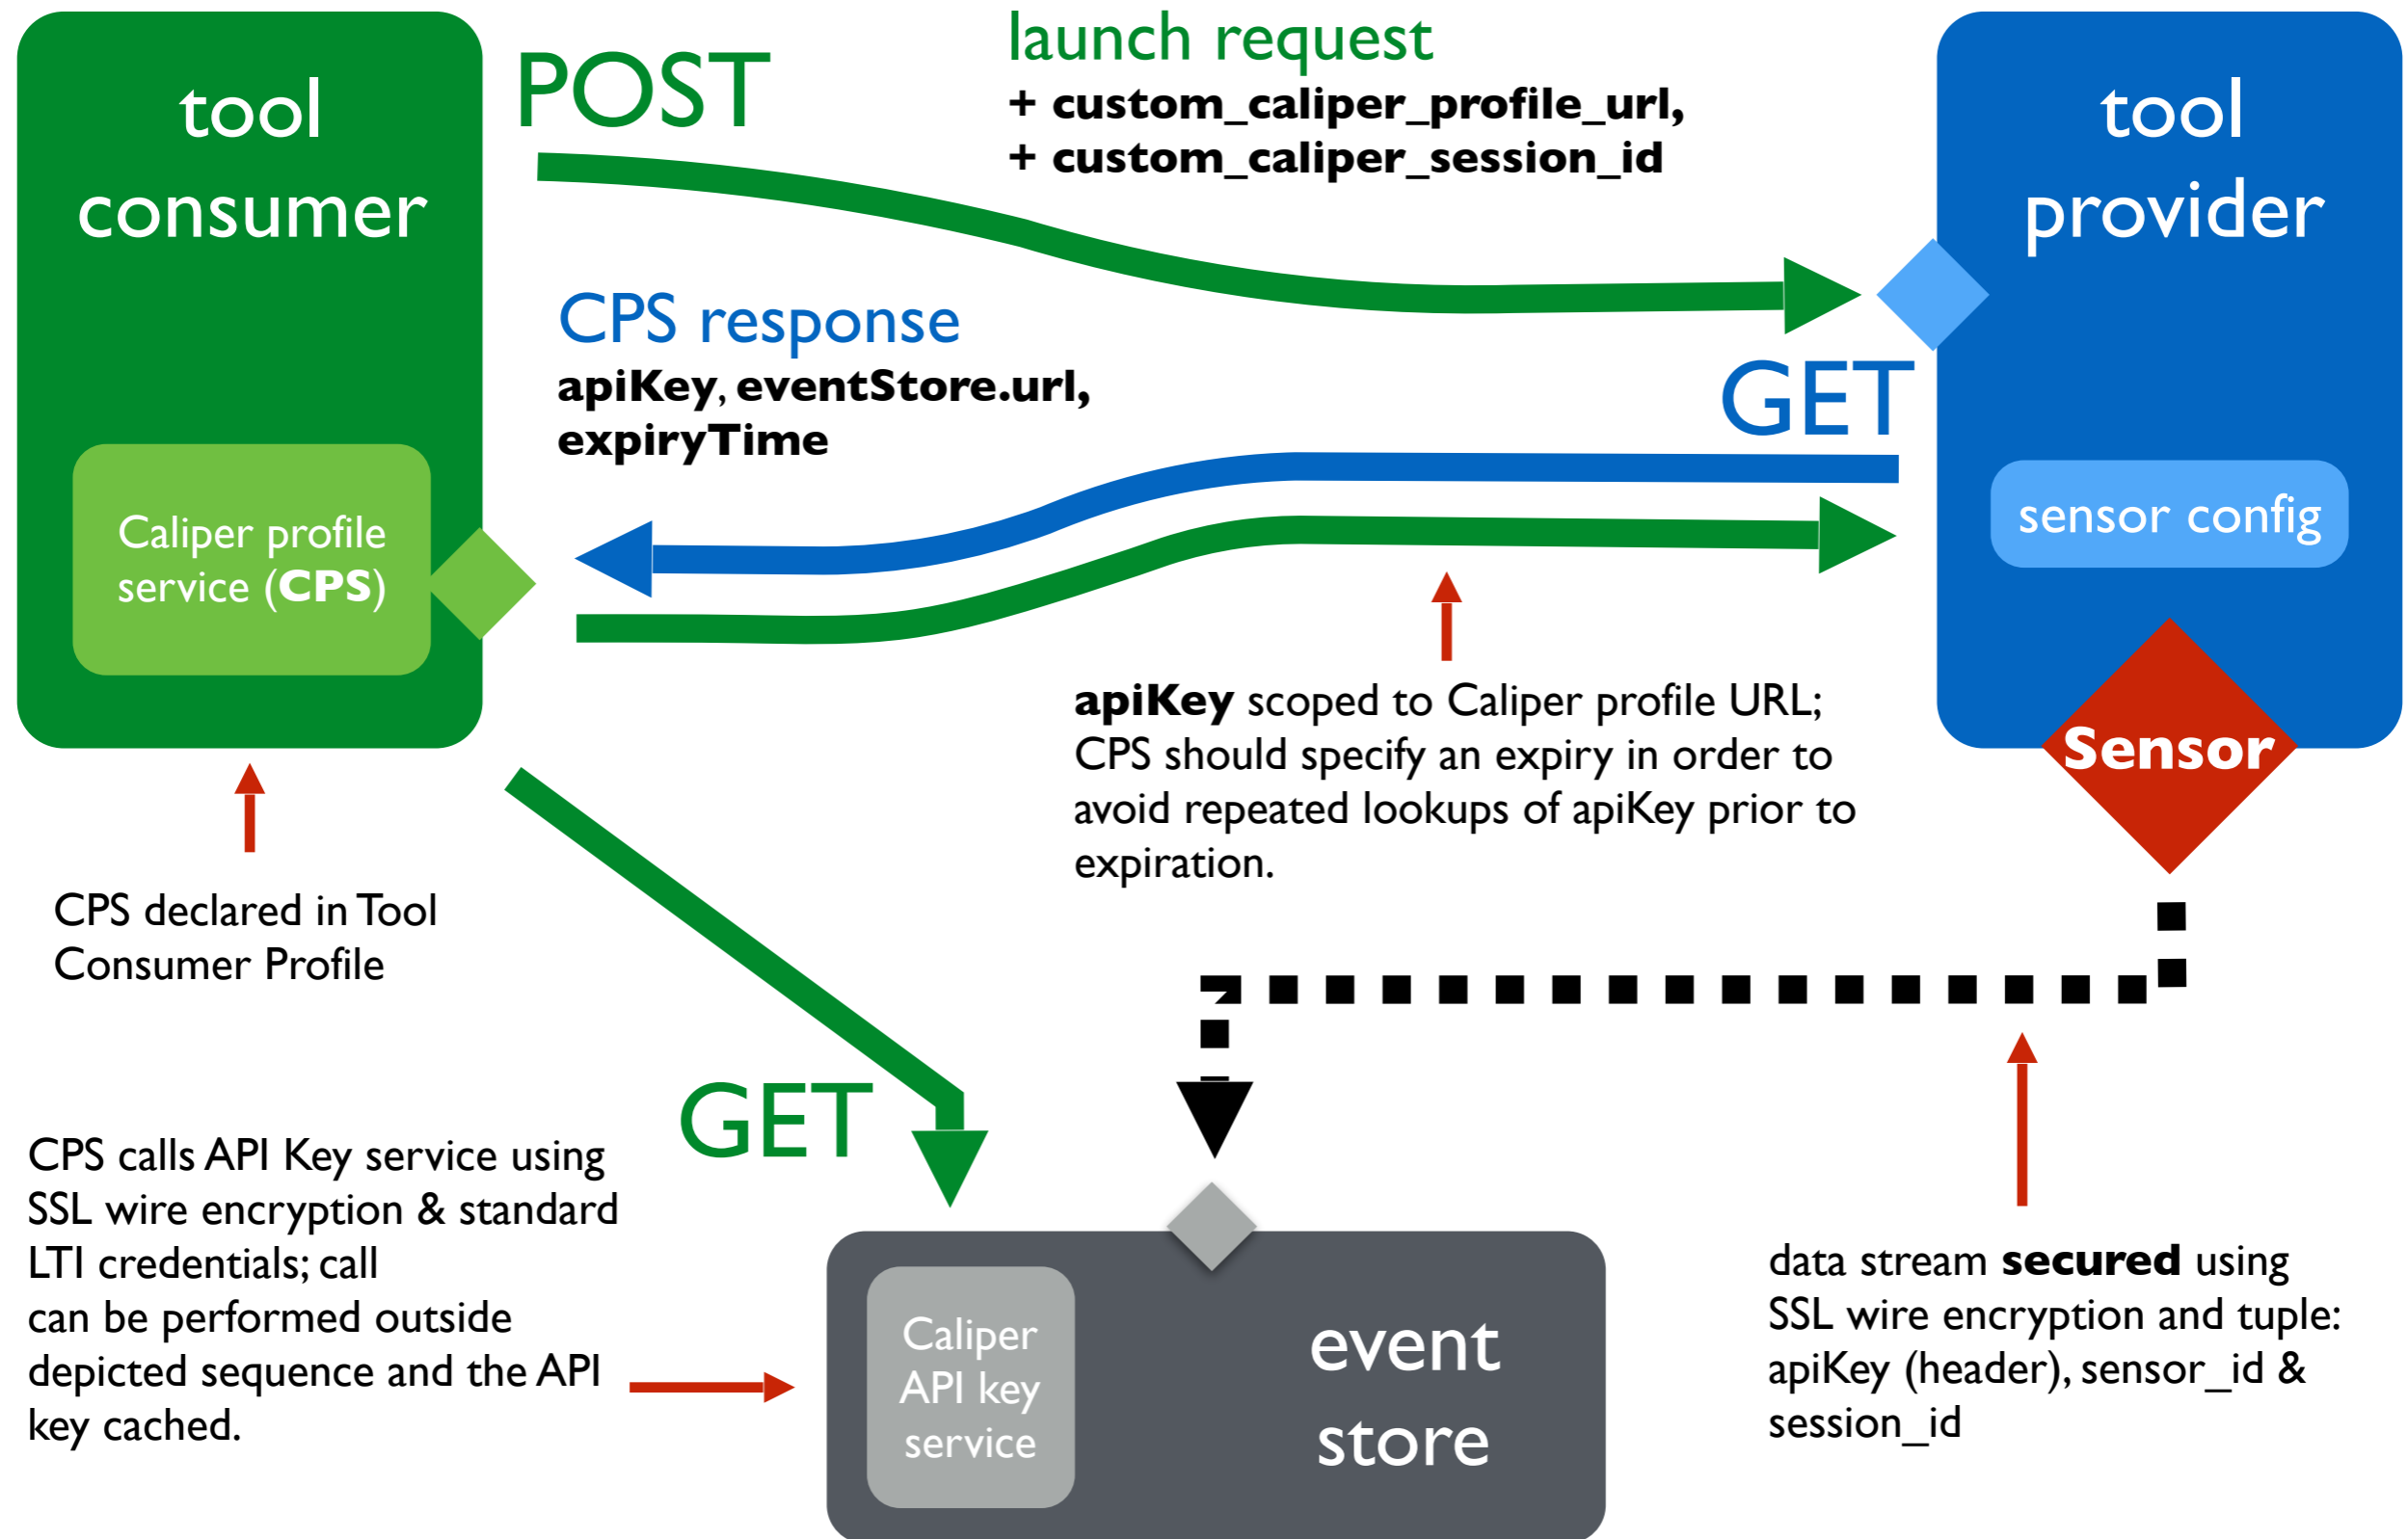 tool
consumer
POST
launch request
+ custom_caliper_profile_url,
+ custom_caliper_session_id
tool
provider
CPS response
apiKey, eventStore.url,
expiryTime
GET
Caliper profile
service (CPS)
sensor config
Sensor
apiKey scoped to Caliper profile URL;
CPS should specify an expiry in order to
avoid repeated lookups of apiKey prior to
expiration.
CPS declared in Tool
Consumer Profile
GET
CPS calls API Key service using
SSL wire encryption & standard
LTI credentials; call
can be performed outside
depicted sequence and the API
key cached.
Caliper
API key
service
event
store
data stream secured using
SSL wire encryption and tuple:
apiKey (header), sensor_id &
session_id